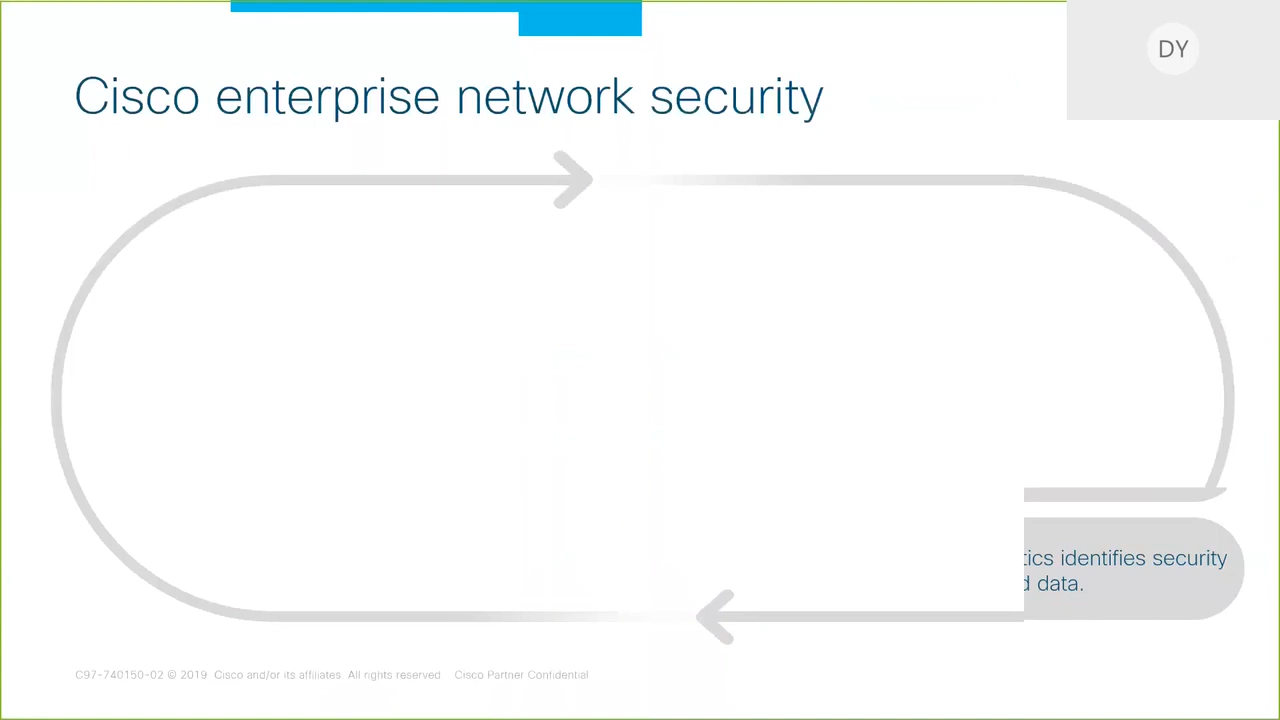 DY
Cisco enterprise network security
identifies security
data.
C97-740150-02 © 2019 Cisco and/or its affiliates. All rights reserved Cisco Partner Confidential